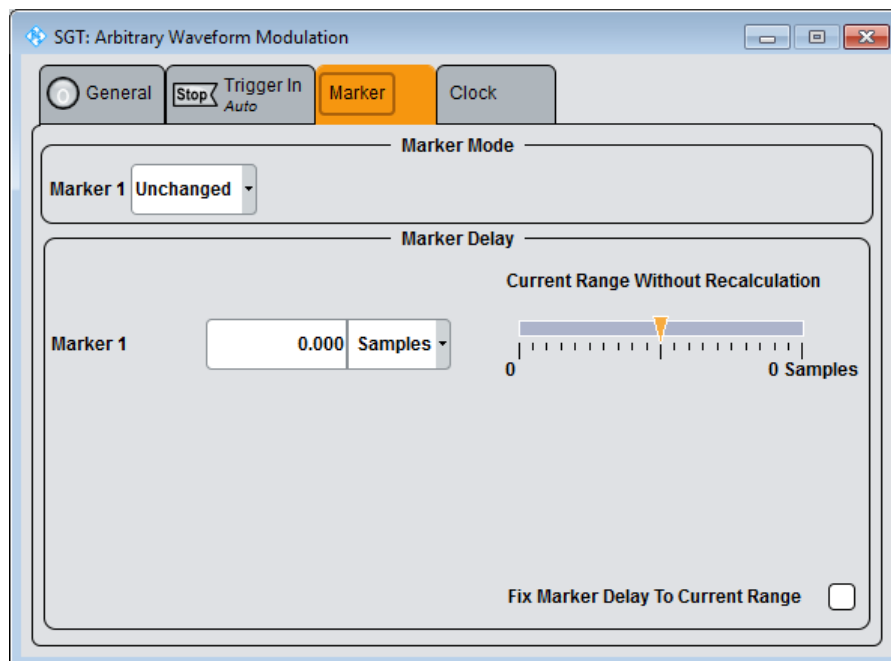 SGT: Arbitrary Waveform Modulation
General
Stop
Trigger In
Auto
Marker
Clock
Marker Mode
Marker 1 Unchanged
Marker Delay
Current Range Without Recalculation
Marker 1 0.000 Samples
0 0 Samples
Fix Marker Delay To Current Range